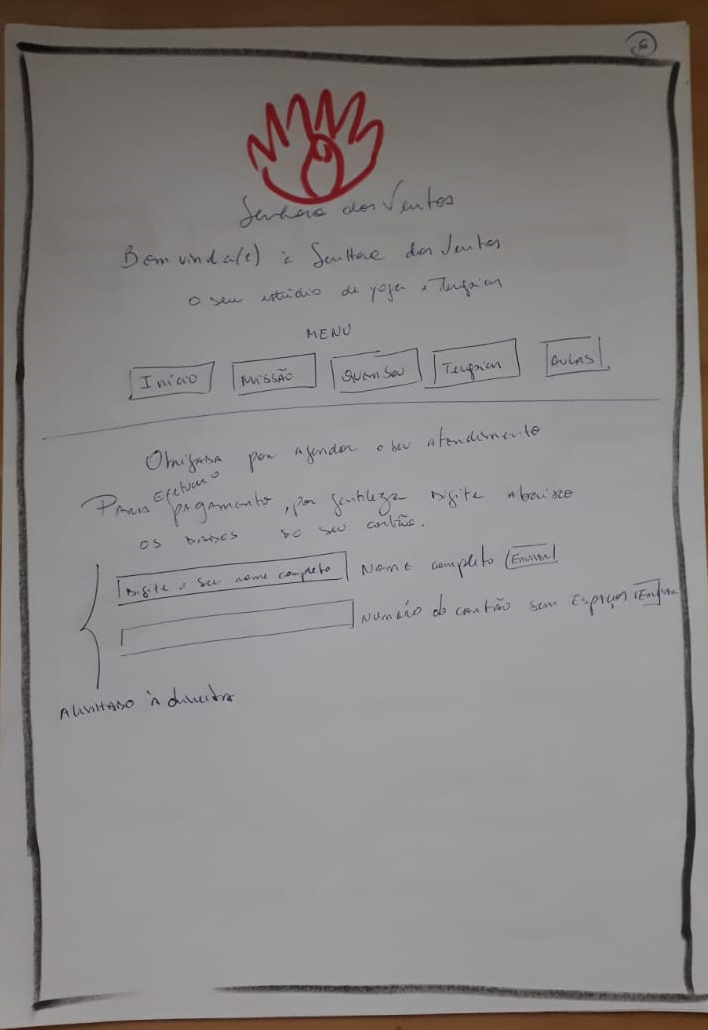 6
Senhora dos Ventos
Bem vinda(e) à Senhora dos Ventos
O seu estúdio de yoga e Terapias
MENU
Início Missão Quem Sou Terapias AULAS
Obrigada por agendar o seu atendimento
Para efetuar o pagamento, por gentileza Digite Abaixo
os dados do seu cartão.
Digite o seu nome completo Nome completo Enviar
Número do cartão sem Espaços Enviar
Alinhado à direita